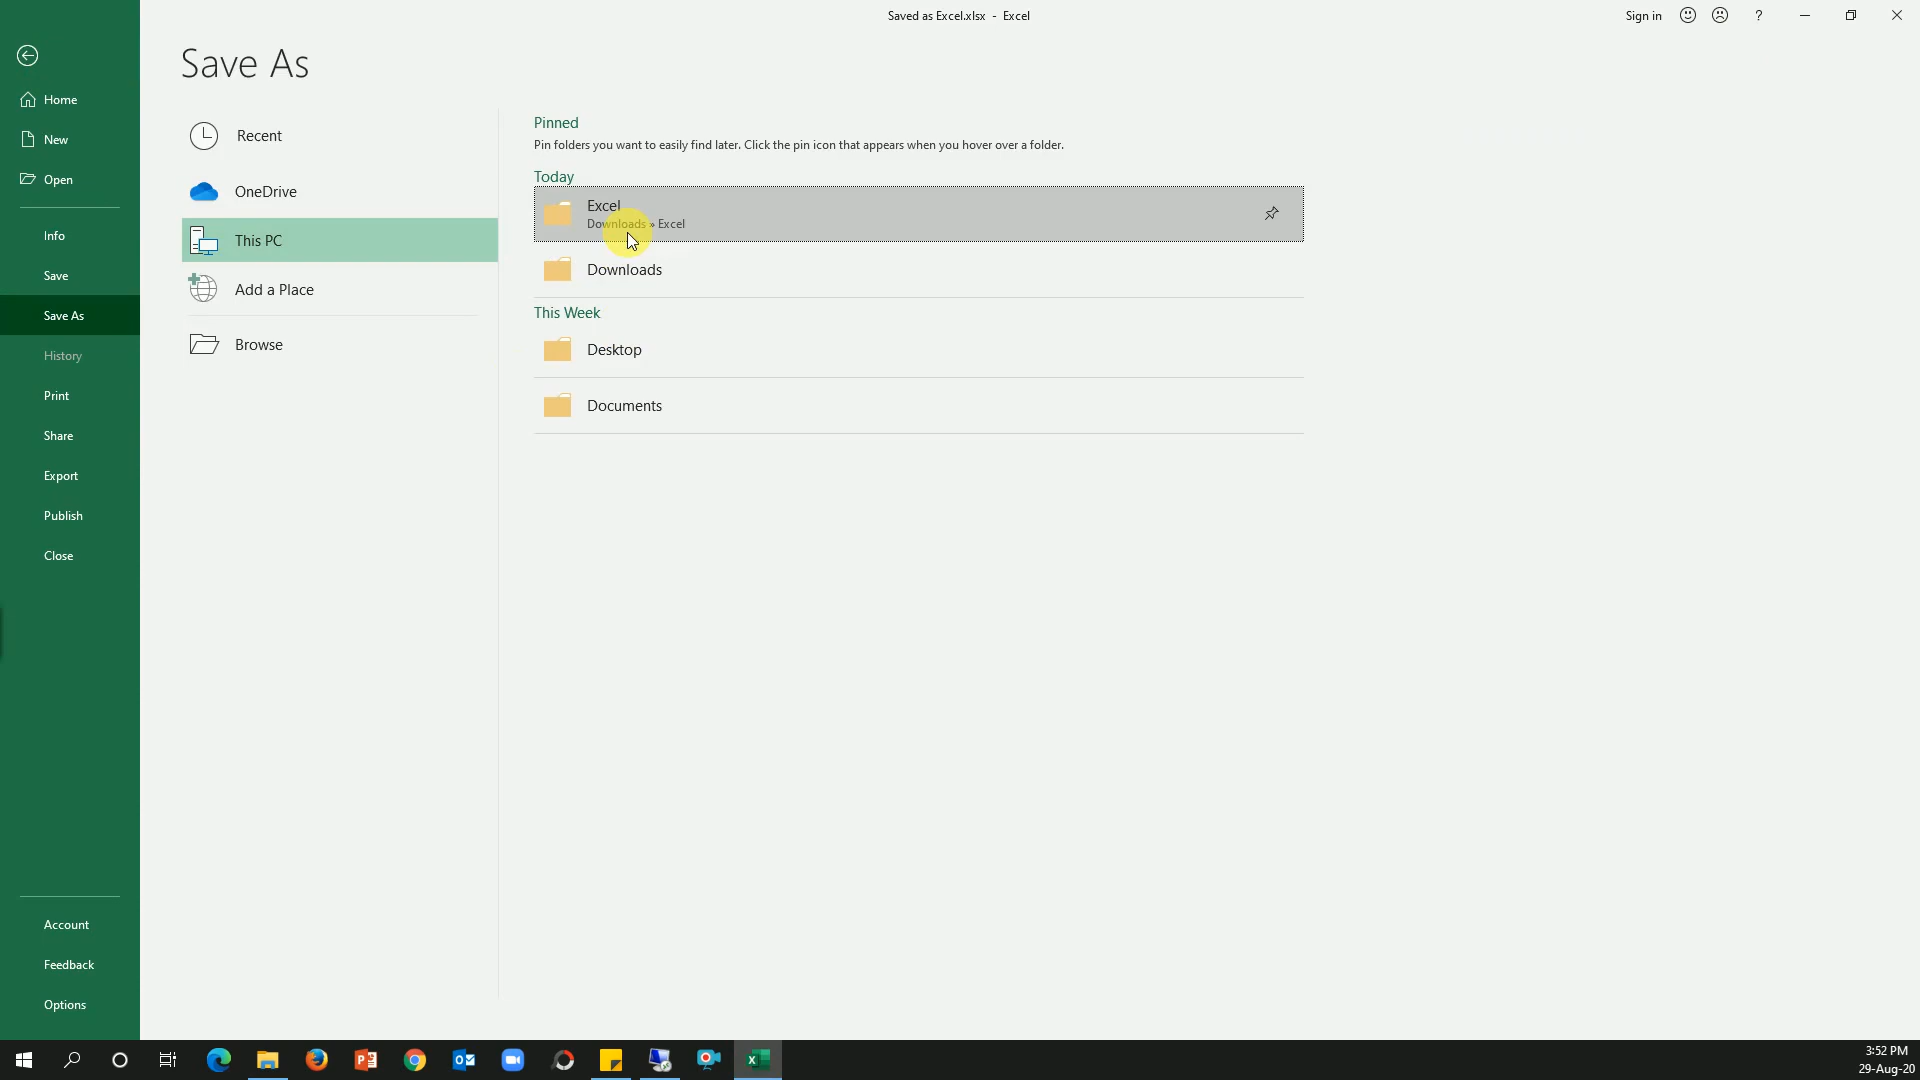 Saved as Excel.xlsx - Excel
Sign in
?
Save As
Home
New
Open
Info
Save
Save As
History
Print
Share
Export
Publish
Close
Account
Feedback
Options
Recent
OneDrive
This PC
Add a Place
Browse
Pinned
Pin folders you want to easily find later. Click the pin icon that appears when you hover over a folder.
Today
Excel
Downloads » Excel
Downloads
This Week
Desktop
Documents
3:52 PM
29-Aug-20